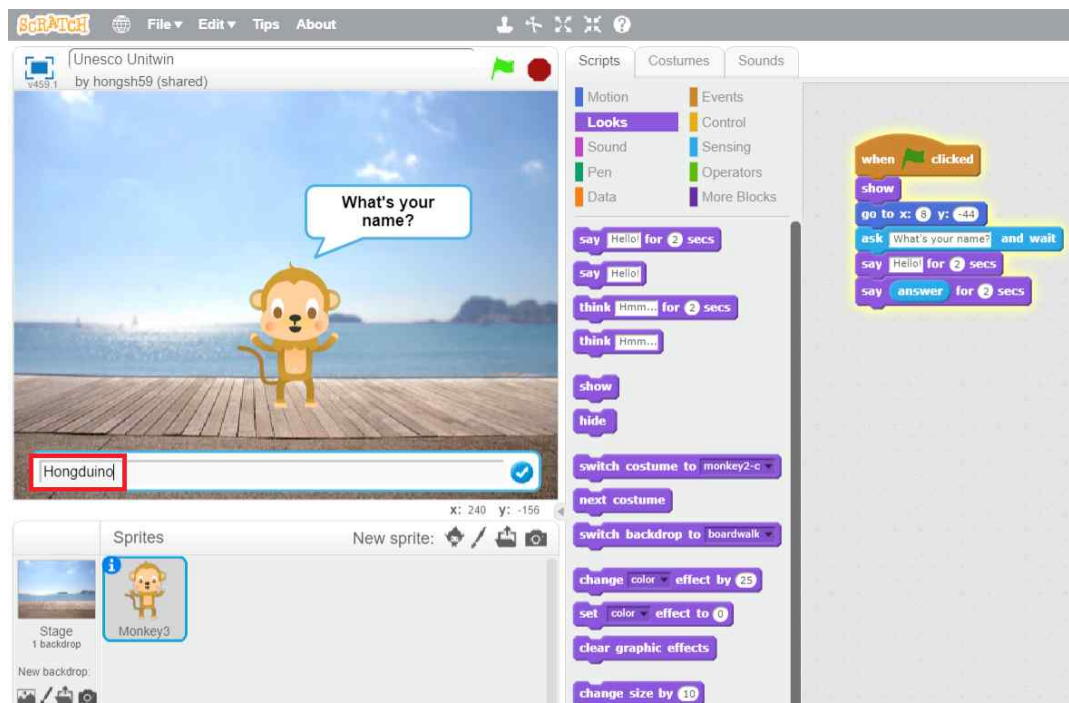 SCRATCH File▼ Edit▼ Tips About
Unesco Unitwin
by hongsh59 (shared)
v459.1
What's your
name?
Hongduino
x: 240 y: -156
Sprites New sprite:
Stage
1 backdrop
New backdrop:
Monkey3
Scripts Costumes Sounds
Motion Events
Looks Control
Sound Sensing
Pen Operators
Data More Blocks
say Hello! for 2 secs
say Hello!
think Hmm... for 2 secs
think Hmm...
show
hide
switch costume to monkey2-c
next costume
switch backdrop to boardwalk
change color effect by 25
set color effect to 0
clear graphic effects
change size by 10
when clicked
show
go to x: 8 y: -44
ask What's your name? and wait
say Hello! for 2 secs
say answer for 2 secs